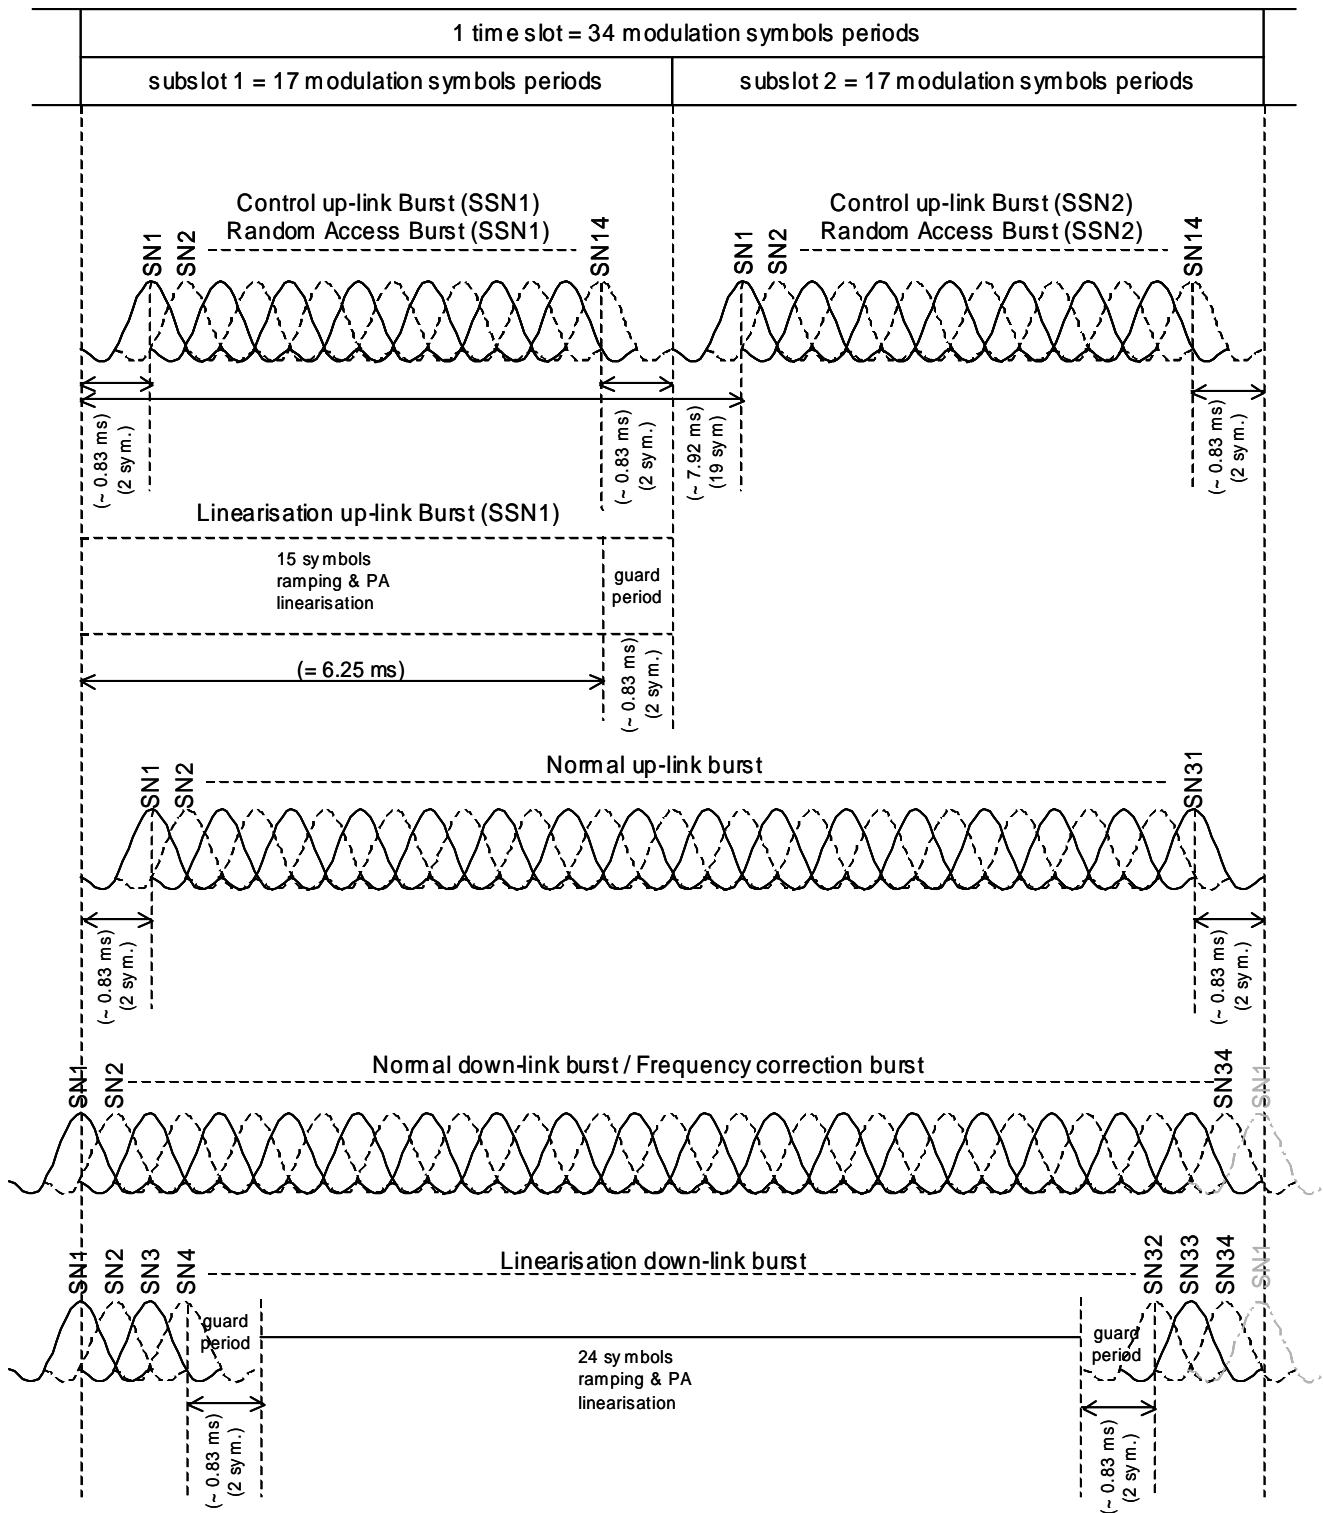 1 time slot = 34 modulation symbols periods
subslot 1 = 17 modulation symbols periods
subslot 2 = 17 modulation symbols periods
Control up-link Burst (SSN1)
Random Access Burst (SSN1)
SN1
SN2
SN14
Control up-link Burst (SSN2)
Random Access Burst (SSN2)
SN1
SN2
SN14
(~ 0.83 ms)
(2 sym.)
(~ 0.83 ms)
(2 sym.)
(~ 7.92 ms)
(19 sym)
(~ 0.83 ms)
(2 sym.)
Linearisation up-link Burst (SSN1)
15 symbols
ramping & PA
linearisation
guard
period
(= 6.25 ms)
(~ 0.83 ms)
(2 sym.)
Normal up-link burst
SN1
SN2
SN31
(~ 0.83 ms)
(2 sym.)
(~ 0.83 ms)
(2 sym.)
Normal down-link burst / Frequency correction burst
SN1
SN2
SN34
SN1
Linearisation down-link burst
SN1
SN2
SN3
SN4
SN32
SN33
SN34
SN1
guard
period
24 symbols
ramping & PA
linearisation
guard
period
(~ 0.83 ms)
(2 sym.)
(~ 0.83 ms)
(2 sym.)